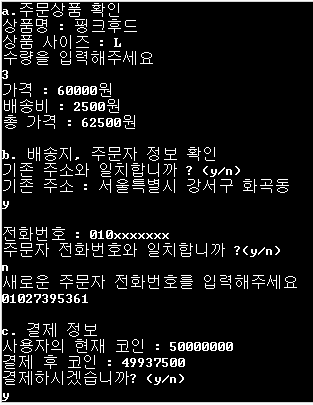 a.주문상품 확인
상품명 : 핑크후드
상품 사이즈 : L
수량을 입력해주세요
3
가격 : 60000원
배송비 : 2500원
총 가격 : 62500원
b. 배송지, 주문자 정보 확인
기존 주소와 일치합니까 ? (y/n)
기존 주소 : 서울특별시 강서구 화곡동
y
전화번호 : 010xxxxxxx
주문자 전화번호와 일치합니까 ?(y/n)
n
새로운 주문자 전화번호를 입력해주세요
01027395361
c. 결제 정보
사용자의 현재 코인 : 50000000
결제 후 코인 : 49937500
결제하시겠습니까? (y/n)
y